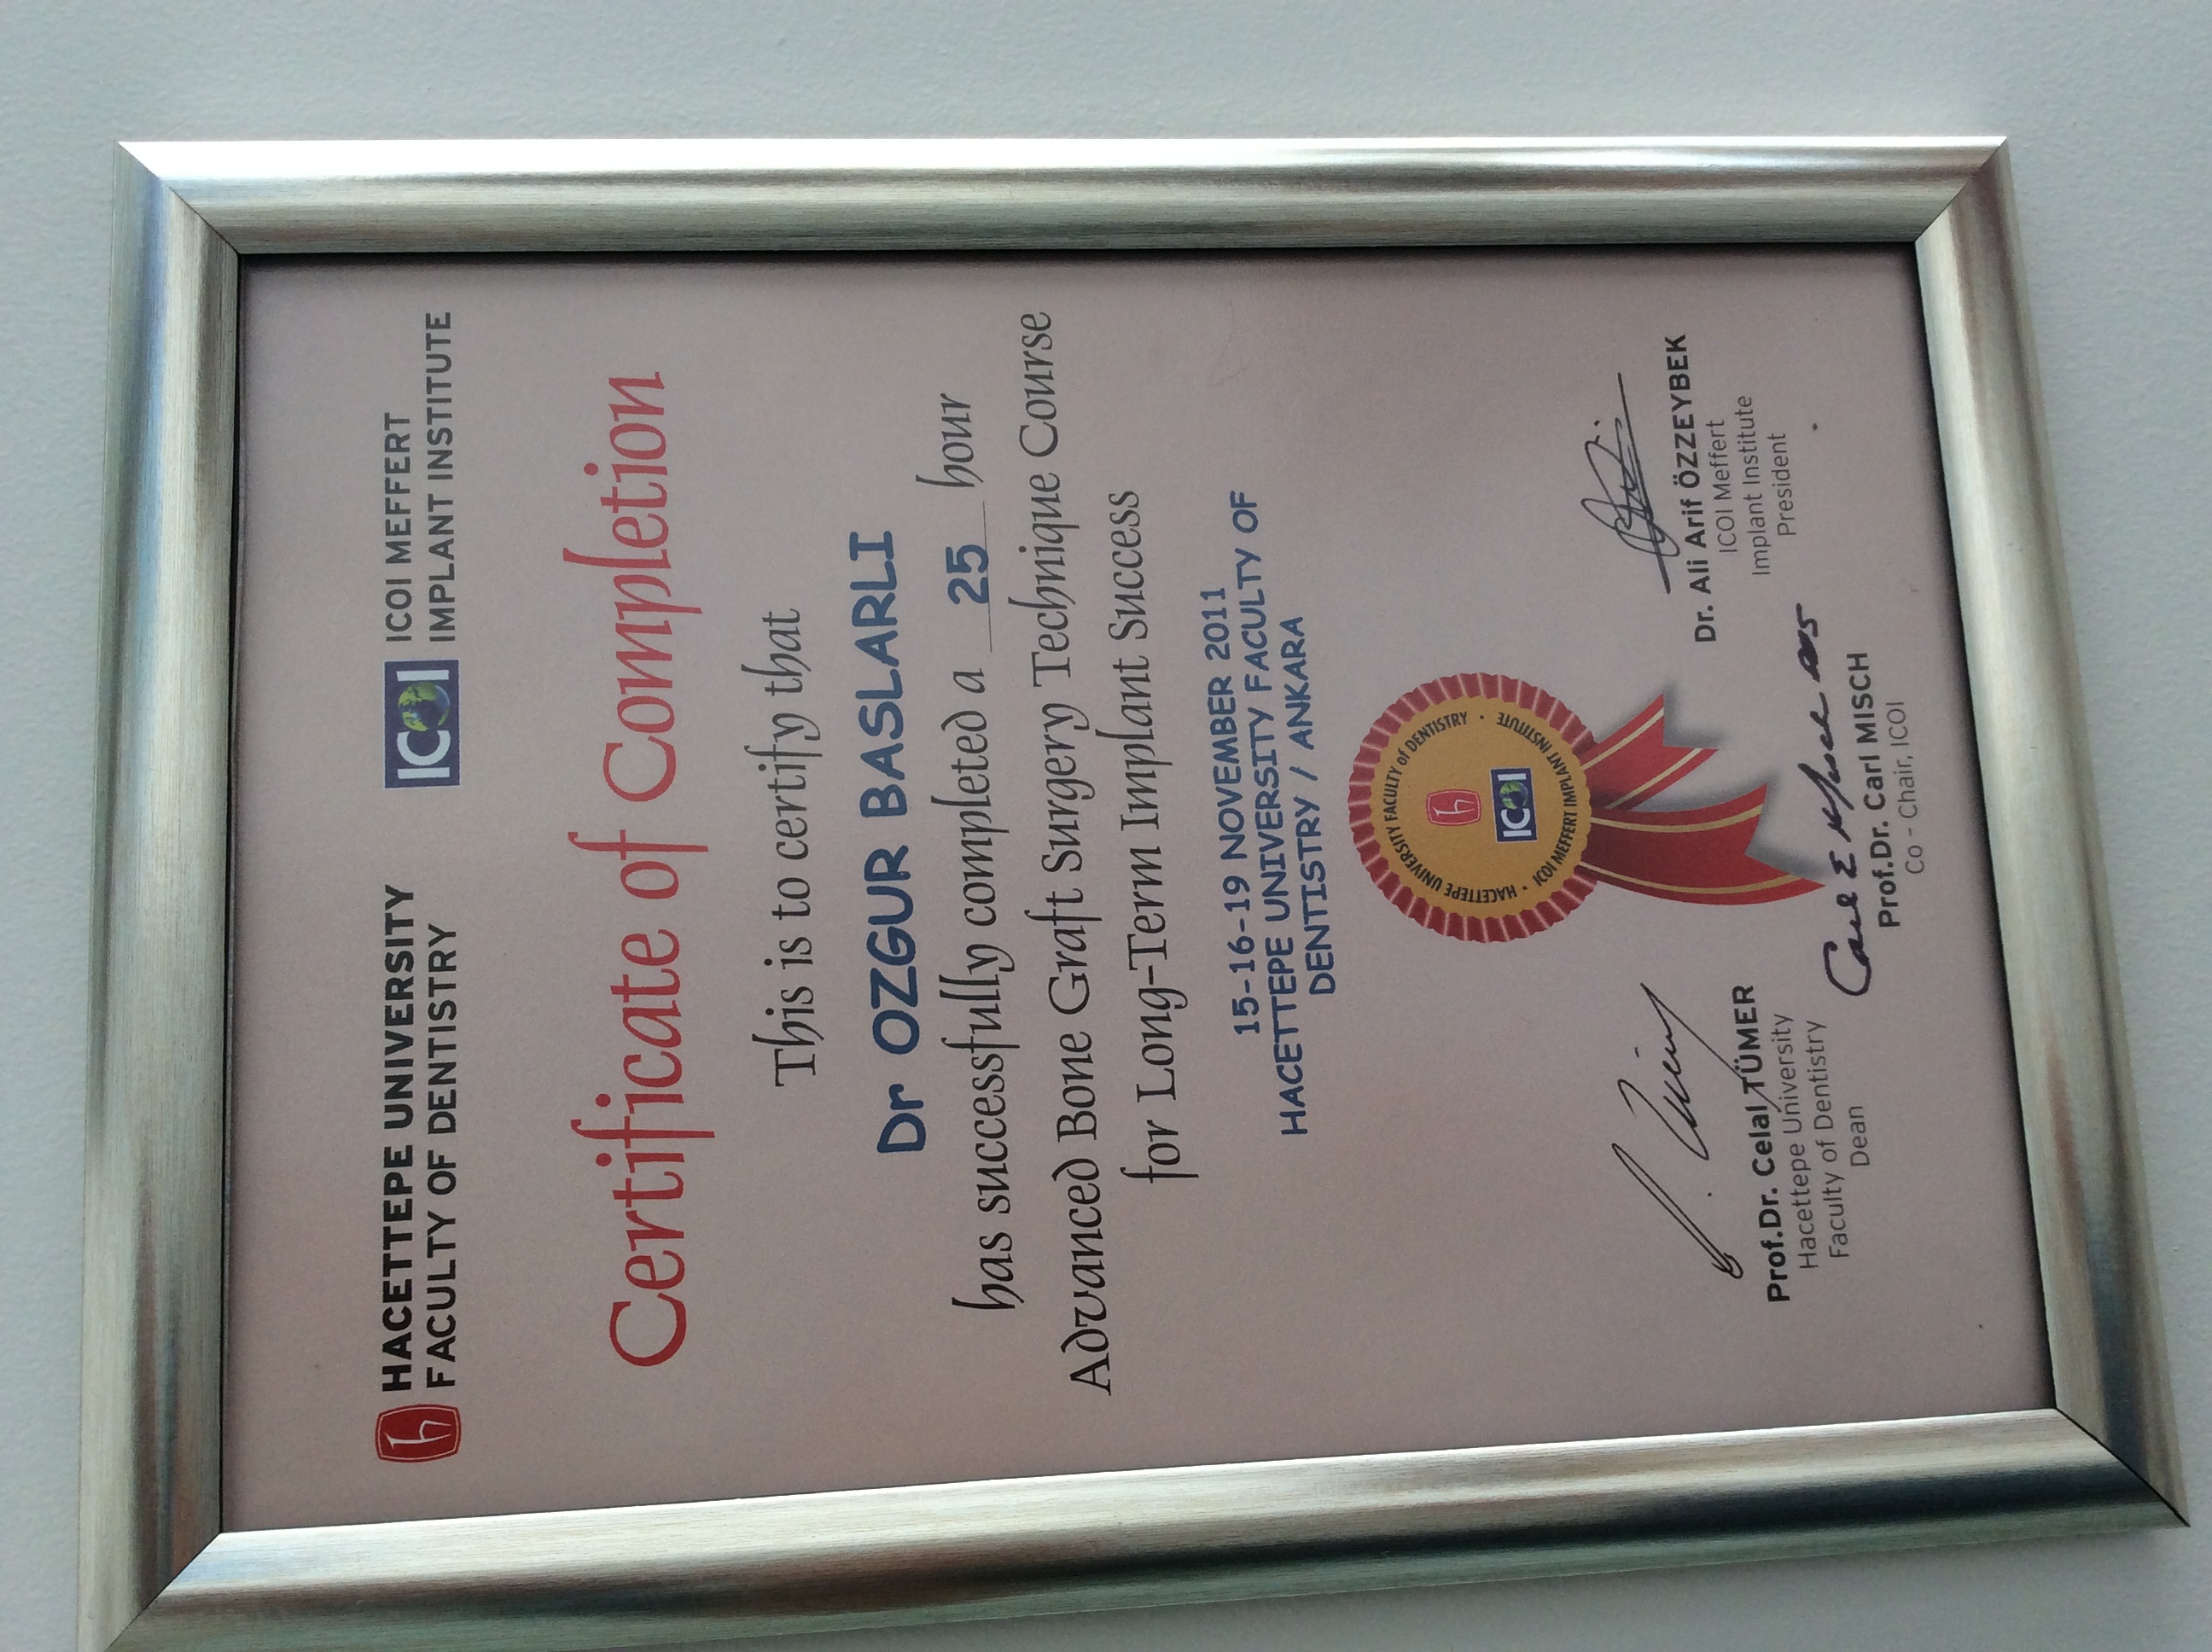 HACETTEPE UNIVERSITY
FACULTY OF DENTISTRY
ICOI
ICOI MEFFERT
IMPLANT INSTITUTE
Certificate of Completion
This is to certify that
Dr OZGUR BASLARLI
has successfully completed a 25 hour
Advanced Bone Graft Surgery Technique Course
for Long-Term Implant Success
15-16-19 NOVEMBER 2011
HACETTEPE UNIVERSITY FACULTY OF
DENTISTRY / ANKARA
HACETTEPE UNIVERSITY FACULTY of DENTISTRY · ICOI MEFFERT IMPLANT INSTITUTE ·
ICOI
Prof.Dr. Celal TÜMER
Hacettepe University
Faculty of Dentistry
Dean
Prof.Dr. Carl MISCH
Co - Chair, ICOI
Dr. Ali Arif ÖZZEYBEK
ICOI Meffert
Implant Institute
President